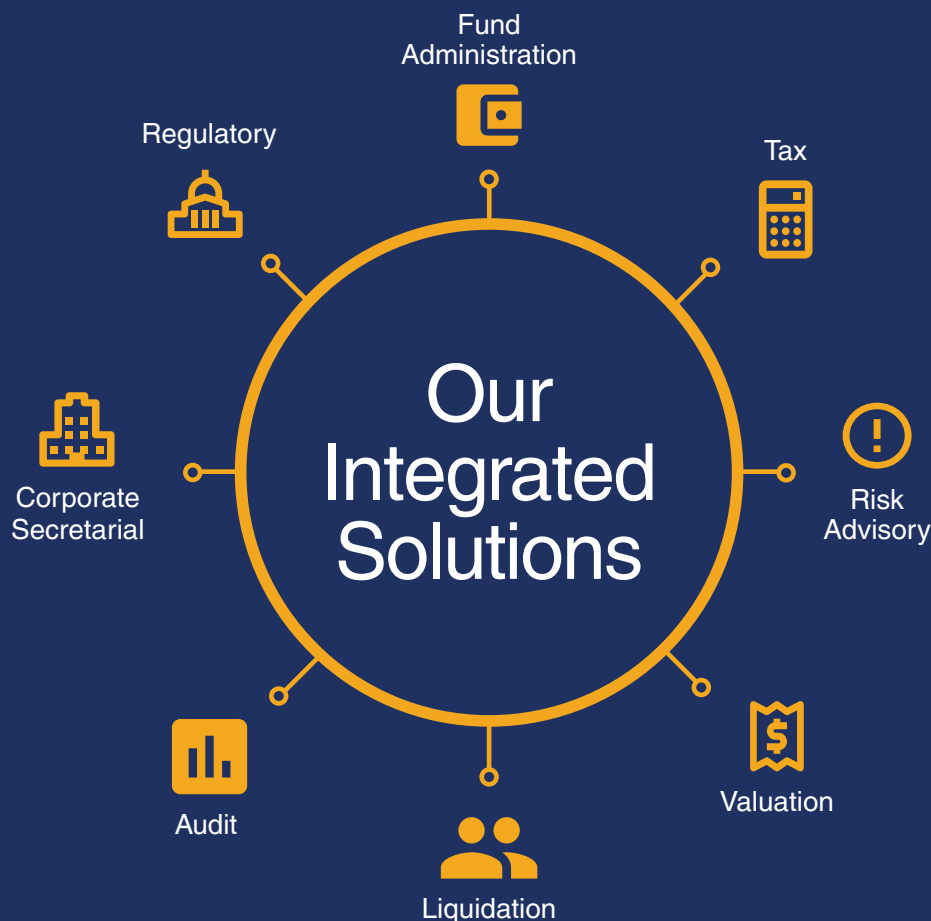 Fund
Administration
Regulatory
Tax
Our
Integrated
Solutions
Corporate
Secretarial
Risk
Advisory
Valuation
Audit
Liquidation